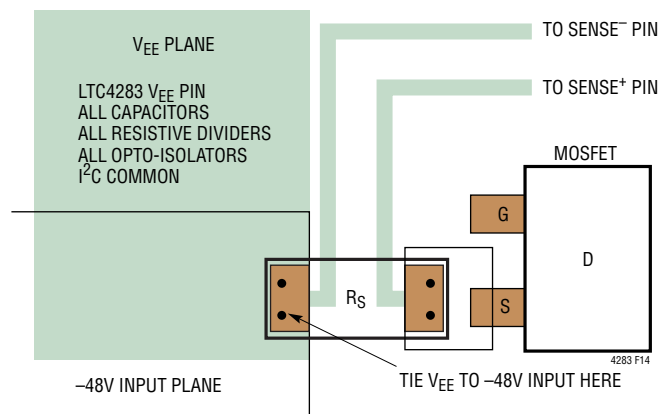 V_EE PLANE
LTC4283 V_EE PIN
ALL CAPACITORS
ALL RESISTIVE DIVIDERS
ALL OPTO-ISOLATORS
I²C COMMON
TO SENSE⁻ PIN
TO SENSE⁺ PIN
MOSFET
G
D
R_S
S
4283 F14
–48V INPUT PLANE
TIE V_EE TO –48V INPUT HERE